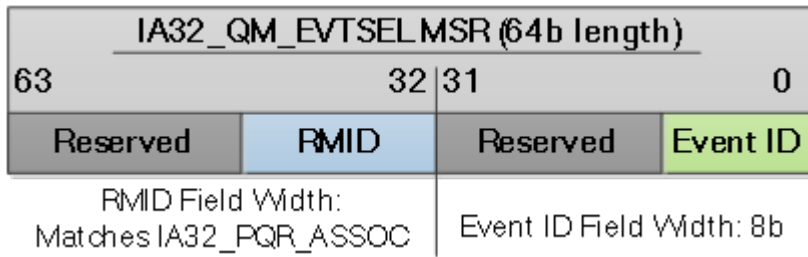 IA32_QM_EVTSEL MSR (64b length)
63 32 31 0
Reserved RMID Reserved Event ID
RMID Field Width:
Matches IA32_PQR_ASSOC
Event ID Field Width: 8b